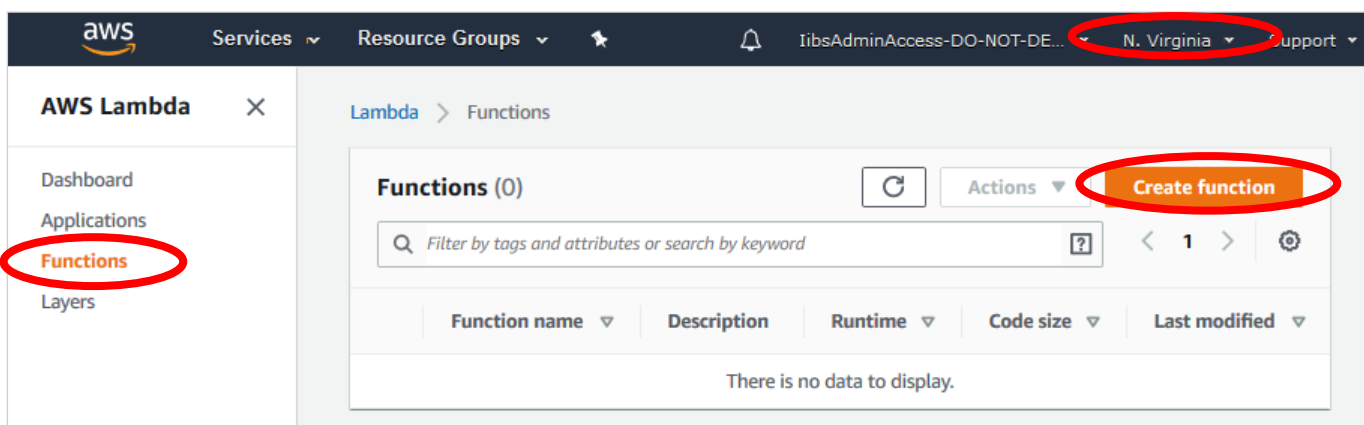 aws Services Resource Groups IibsAdminAccess-DO-NOT-DE... N. Virginia Support
AWS Lambda
Lambda > Functions
Dashboard
Applications
Functions
Layers
Functions (0)
Actions
Create function
Filter by tags and attributes or search by keyword
?
< 1 >
Function name Description Runtime Code size Last modified
There is no data to display.